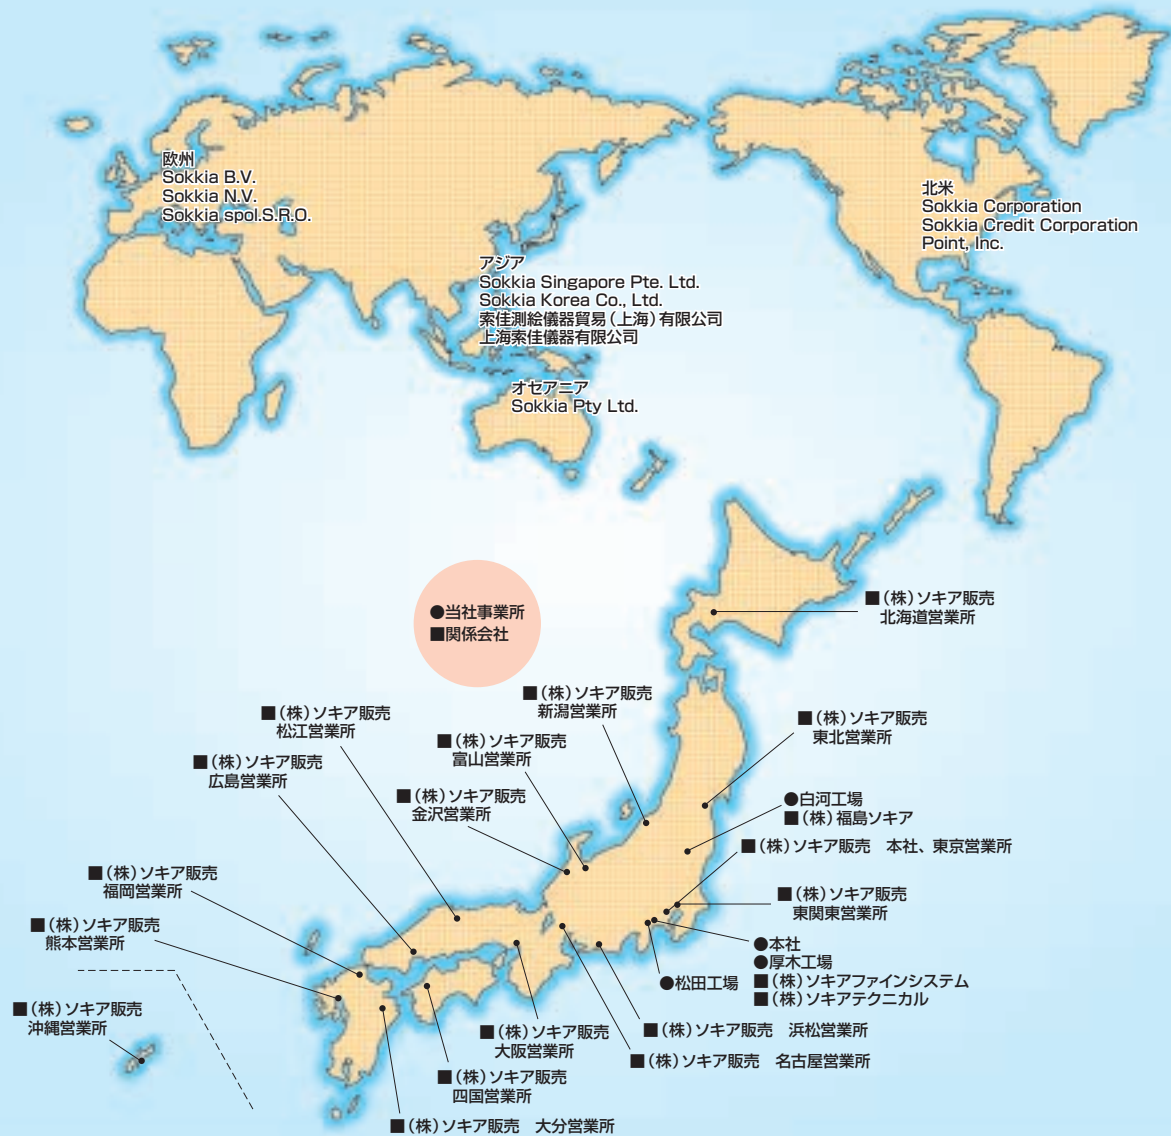 欧州
Sokkia B.V.
Sokkia N.V.
Sokkia spol.S.R.O.
北米
Sokkia Corporation
Sokkia Credit Corporation
Point, Inc.
アジア
Sokkia Singapore Pte. Ltd.
Sokkia Korea Co., Ltd.
索佳測絵儀器貿易(上海)有限公司
上海索佳儀器有限公司
オセアニア
Sokkia Pty Ltd.
●当社事業所
■関係会社
■(株)ソキア販売
北海道営業所
■(株)ソキア販売
新潟営業所
■(株)ソキア販売
松江営業所
■(株)ソキア販売
東北営業所
■(株)ソキア販売
富山営業所
■(株)ソキア販売
広島営業所
■(株)ソキア販売
金沢営業所
●白河工場
■(株)福島ソキア
■(株)ソキア販売 本社、東京営業所
■(株)ソキア販売
福岡営業所
■(株)ソキア販売
東関東営業所
■(株)ソキア販売
熊本営業所
●本社
●厚木工場
■(株)ソキアファインシステム
■(株)ソキアテクニカル
●松田工場
■(株)ソキア販売
沖縄営業所
■(株)ソキア販売 浜松営業所
■(株)ソキア販売
大阪営業所
■(株)ソキア販売 名古屋営業所
■(株)ソキア販売
四国営業所
■(株)ソキア販売 大分営業所